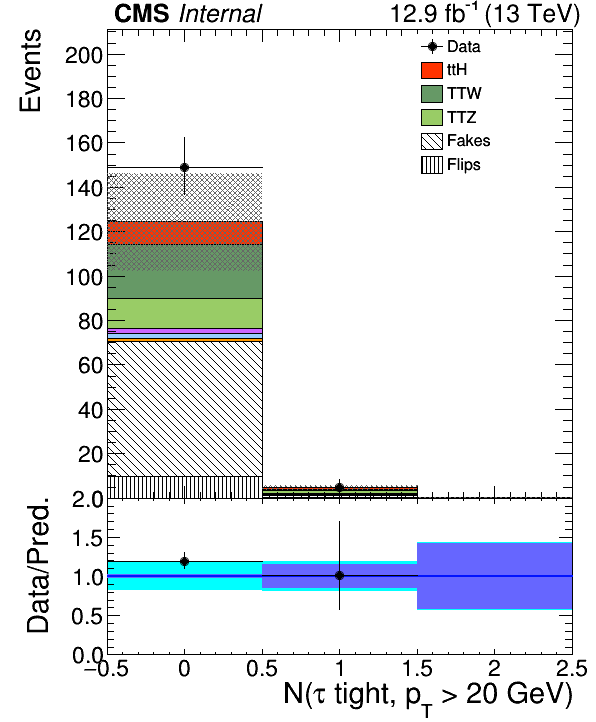 CMS Internal 12.9 fb⁻¹ (13 TeV)
Events
200
180
160
140
120
100
80
60
40
20
Data
ttH
TTW
TTZ
Fakes
Flips
Data/Pred.
2.0
1.5
1.0
0.5
0.0
−0.5 0 0.5 1 1.5 2 2.5
N(τ tight, p_T > 20 GeV)